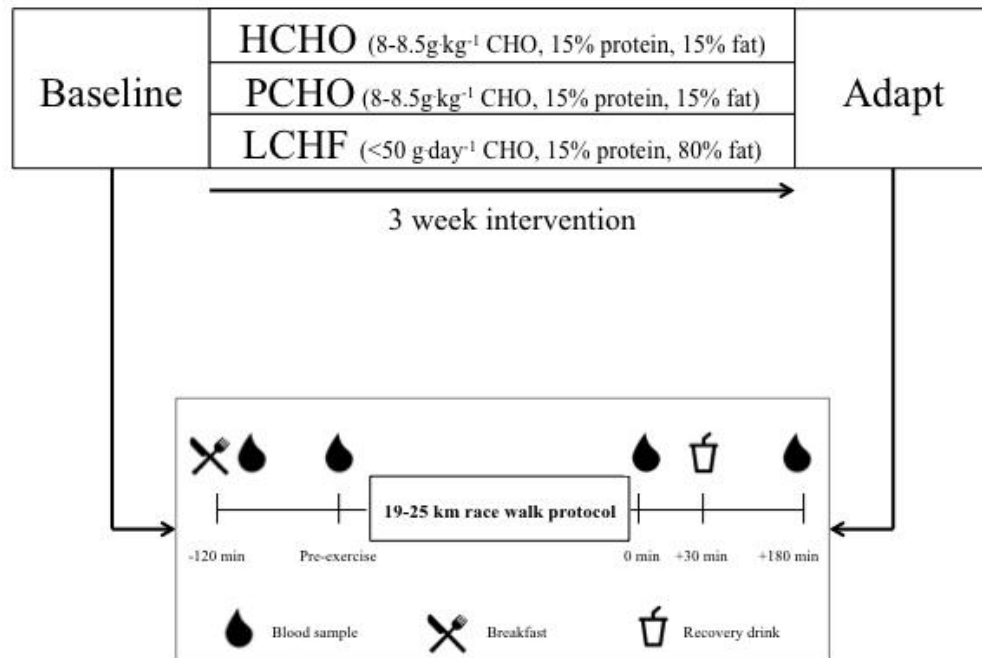 Baseline
HCHO (8-8.5g·kg⁻¹ CHO, 15% protein, 15% fat)
PCHO (8-8.5g·kg⁻¹ CHO, 15% protein, 15% fat)
LCHF (<50 g·day⁻¹ CHO, 15% protein, 80% fat)
Adapt
3 week intervention
19-25 km race walk protocol
-120 min
Pre-exercise
0 min
+30 min
+180 min
Blood sample
Breakfast
Recovery drink